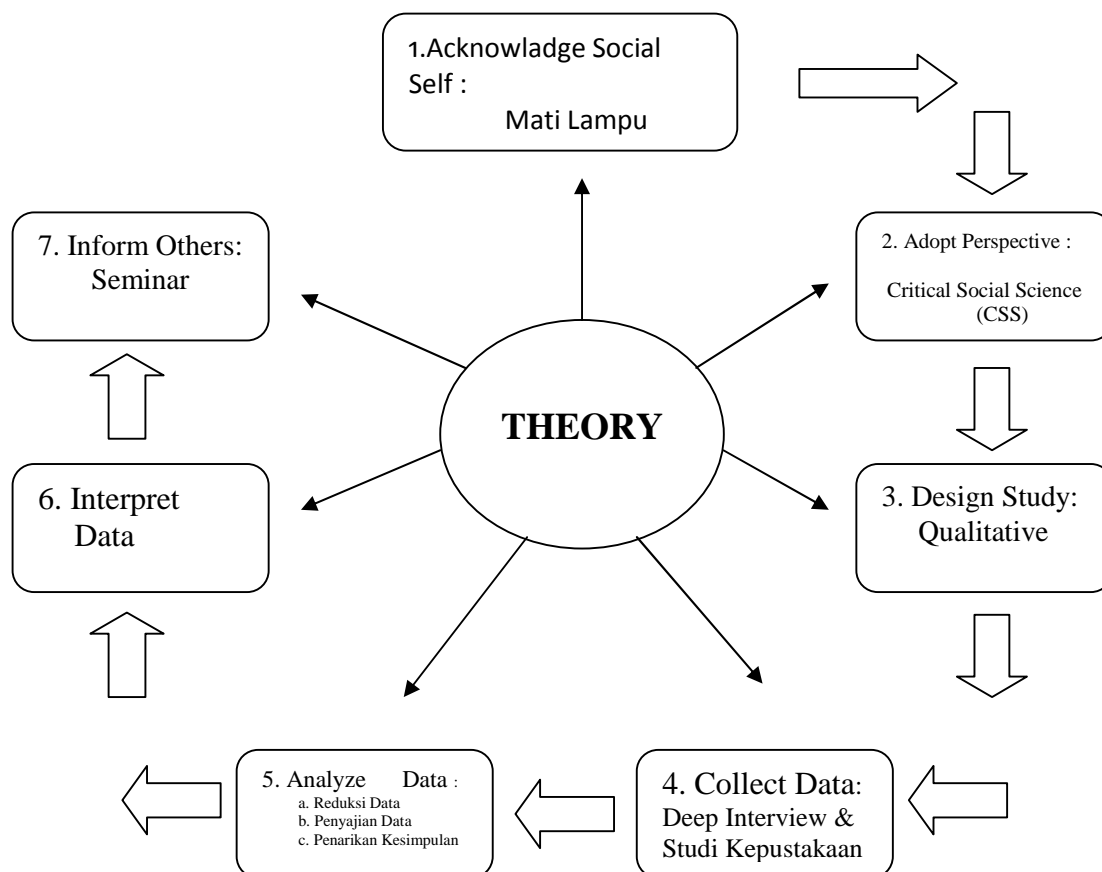 1.Acknowladge Social
Self :
Mati Lampu
2. Adopt Perspective :
Critical Social Science
(CSS)
3. Design Study:
Qualitative
4. Collect Data:
Deep Interview &
Studi Kepustakaan
5. Analyze Data :
a. Reduksi Data
b. Penyajian Data
c. Penarikan Kesimpulan
6. Interpret
Data
7. Inform Others:
Seminar
THEORY